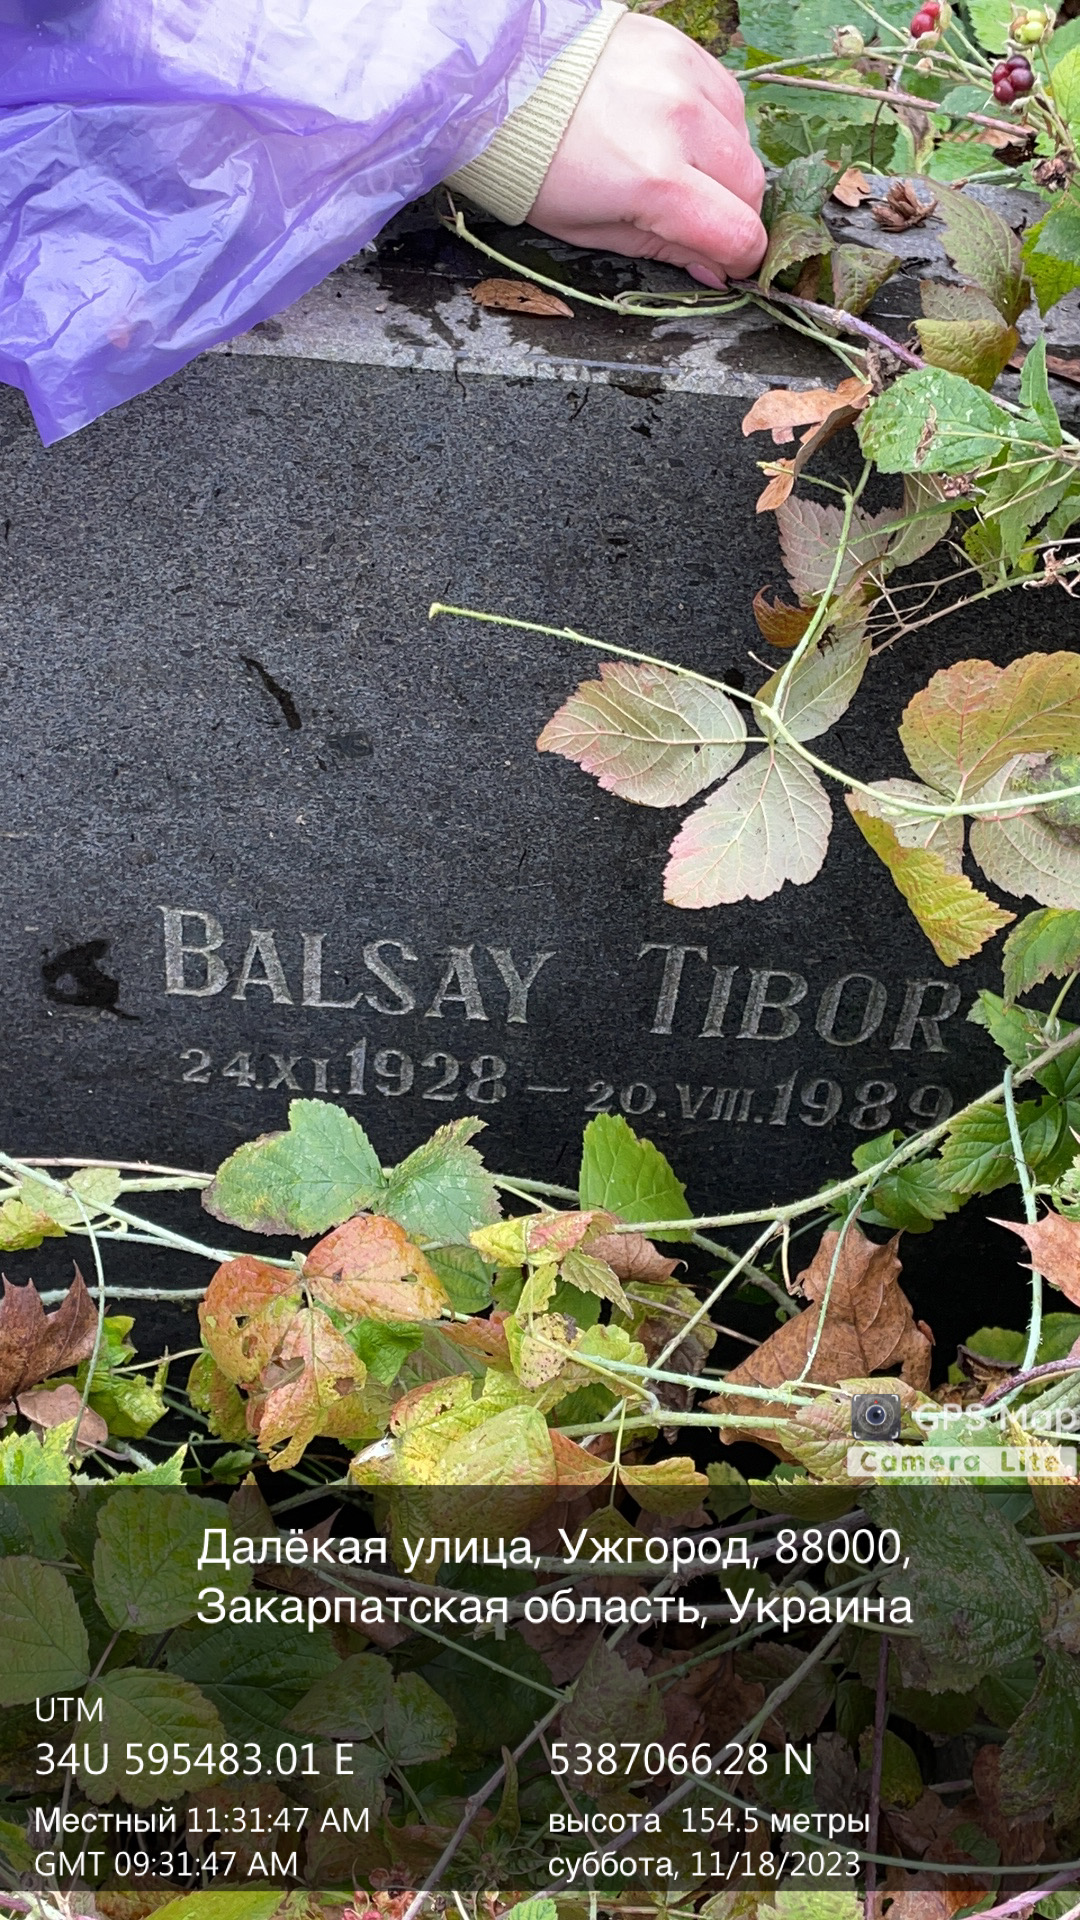 BALSAY TIBOR
24.XI.1928 – 20.VIII.1989
GPS Map
Camera Lite
Далёкая улица, Ужгород, 88000,
Закарпатская область, Украина
UTM
34U 595483.01 E 5387066.28 N
Местный 11:31:47 AM высота 154.5 метры
GMT 09:31:47 AM суббота, 11/18/2023